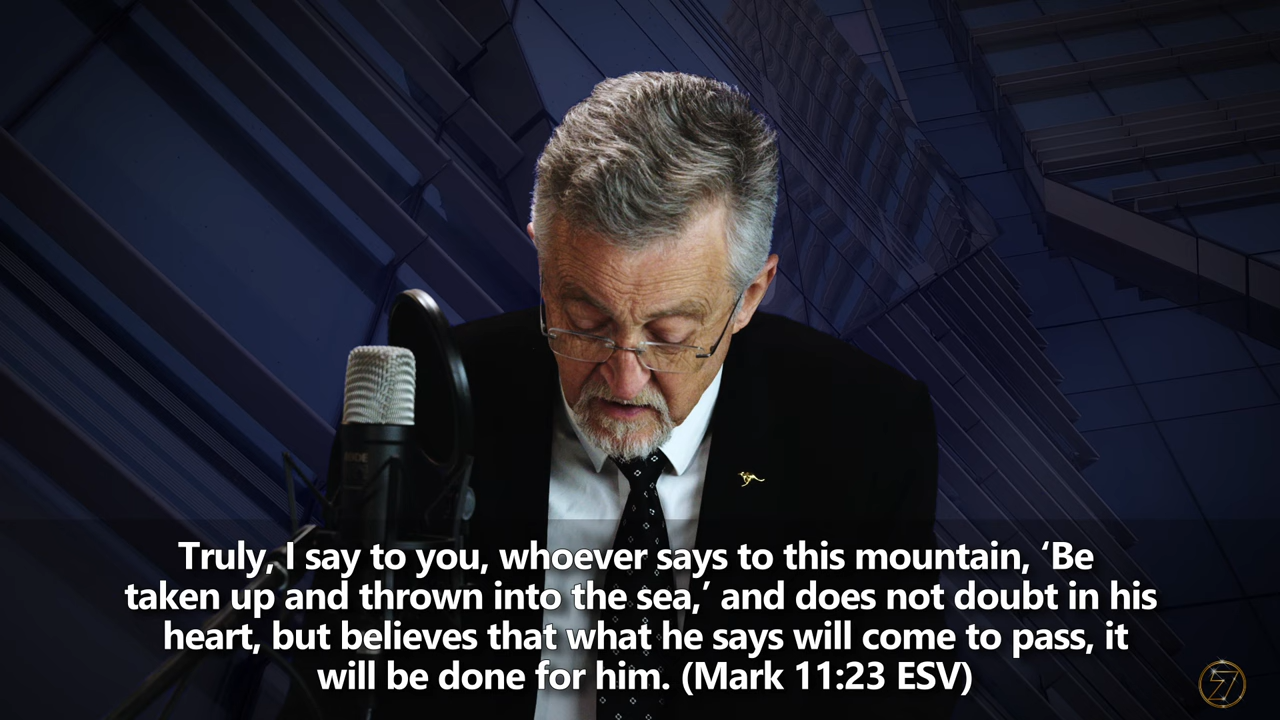 Truly, I say to you, whoever says to this mountain, ‘Be
taken up and thrown into the sea,’ and does not doubt in his
heart, but believes that what he says will come to pass, it
will be done for him. (Mark 11:23 ESV)